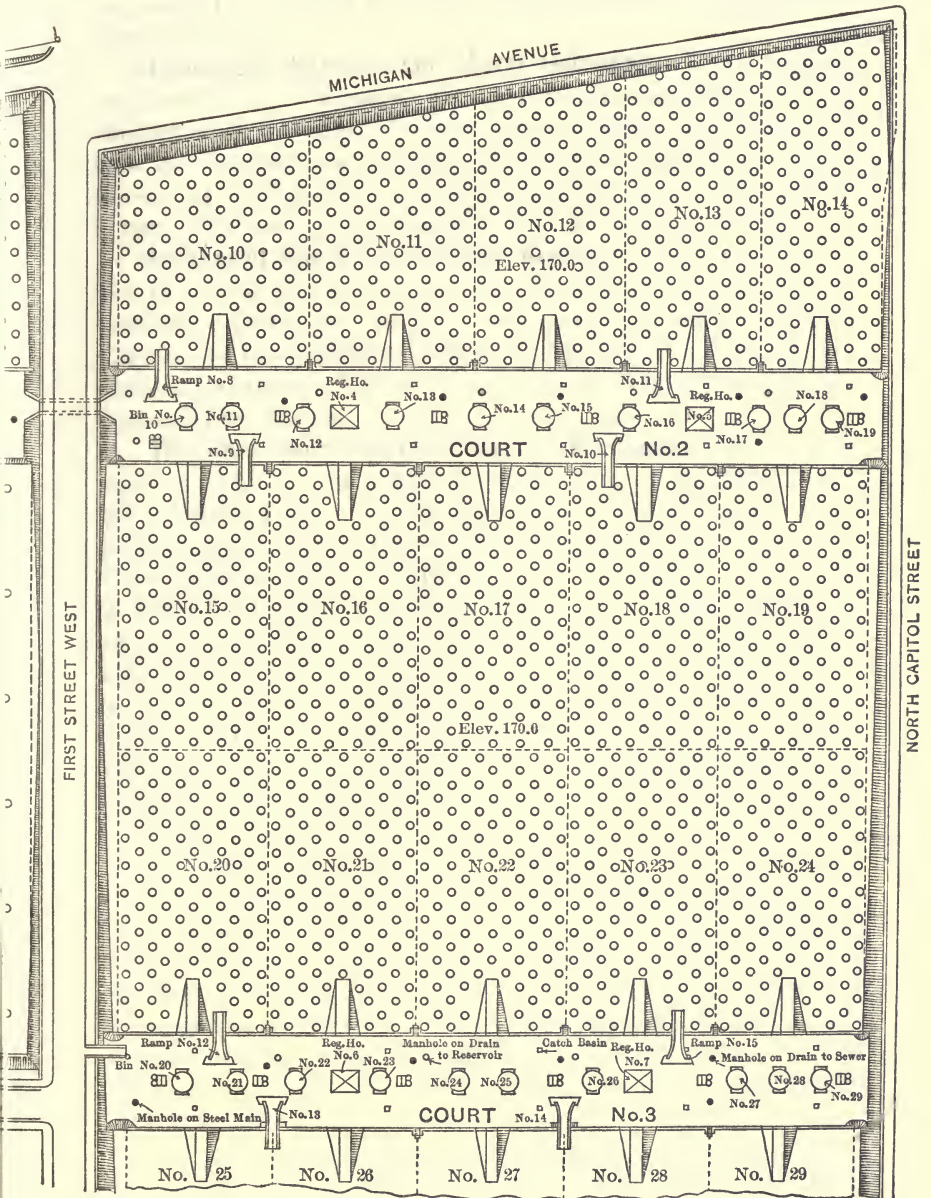 MICHIGAN AVENUE
No.14
No.13
No.12
No.11
No.10
Elev. 170.0
Ramp No.8
Reg.Ho.
No.4
No.13
No.11
Reg.Ho.
No.5
No.18
Bin No.
10
No.11
No.12
No.14
No.15
No.16
No.17
No.19
No.9
COURT No.2
No.10
FIRST STREET WEST
NORTH CAPITOL STREET
No.15
No.16
No.17
No.18
No.19
Elev. 170.0
No.20
No.21
No.22
No.23
No.24
Ramp No.12
Reg.Ho.
No.6
Manhole on Drain
to Reservoir
Catch Basin
Reg.Ho.
No.7
Ramp No.15
Manhole on Drain to Sewer
Bin No.20
No.21
No.22
No.23
No.24
No.25
No.26
No.27
No.28
No.29
Manhole on Steel Main
No.13
COURT No.3
No.14
No. 25
No. 26
No. 27
No. 28
No. 29